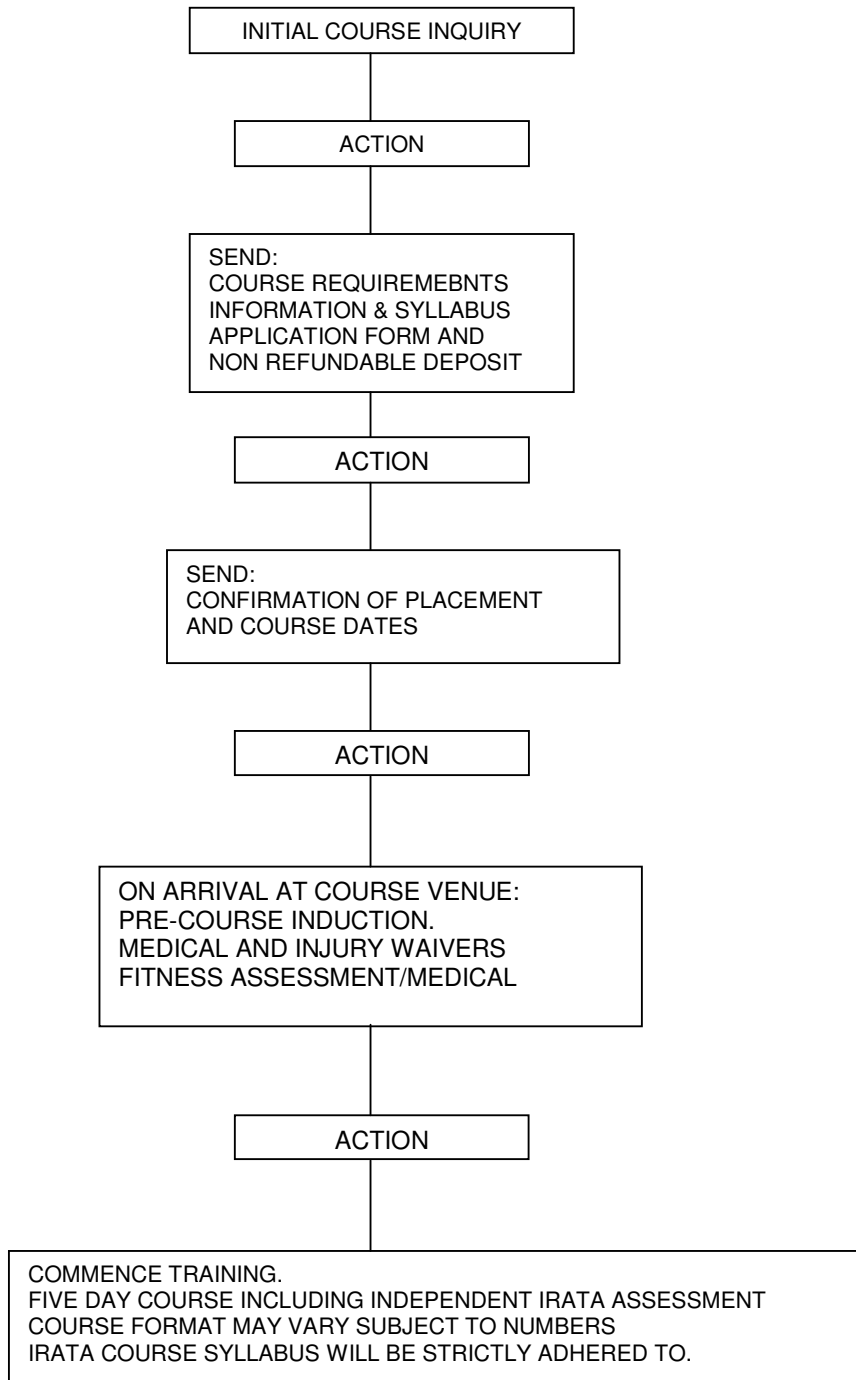 INITIAL COURSE INQUIRY
ACTION
SEND:
COURSE REQUIREMEBNTS
INFORMATION & SYLLABUS
APPLICATION FORM AND
NON REFUNDABLE DEPOSIT
ACTION
SEND:
CONFIRMATION OF PLACEMENT
AND COURSE DATES
ACTION
ON ARRIVAL AT COURSE VENUE:
PRE-COURSE INDUCTION.
MEDICAL AND INJURY WAIVERS
FITNESS ASSESSMENT/MEDICAL
ACTION
COMMENCE TRAINING.
FIVE DAY COURSE INCLUDING INDEPENDENT IRATA ASSESSMENT
COURSE FORMAT MAY VARY SUBJECT TO NUMBERS
IRATA COURSE SYLLABUS WILL BE STRICTLY ADHERED TO.